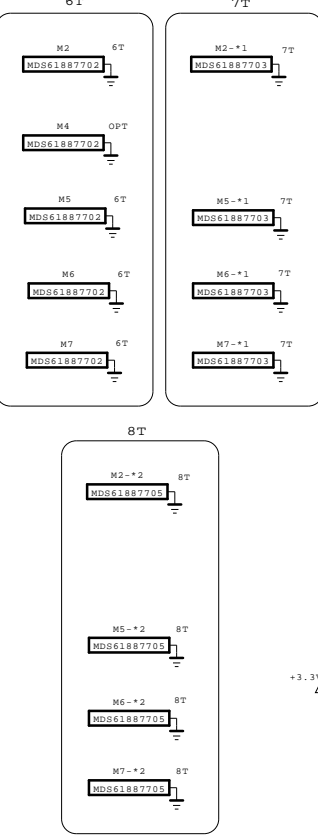 6T
M2 6T
MDS61887702
M4 OPT
MDS61887702
M5 6T
MDS61887702
M6 6T
MDS61887702
M7 6T
MDS61887702
7T
M2-*1 7T
MDS61887703
M5-*1 7T
MDS61887703
M6-*1 7T
MDS61887703
M7-*1 7T
MDS61887703
8T
M2-*2 8T
MDS61887705
M5-*2 8T
MDS61887705
M6-*2 8T
MDS61887705
M7-*2 8T
MDS61887705